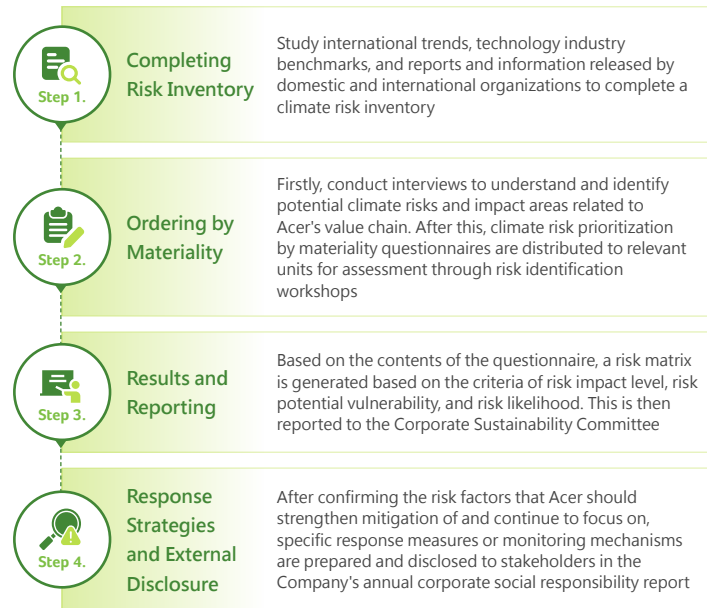 Step 1.
Completing
Risk Inventory
Study international trends, technology industry
benchmarks, and reports and information released by
domestic and international organizations to complete a
climate risk inventory
Step 2.
Ordering by
Materiality
Firstly, conduct interviews to understand and identify
potential climate risks and impact areas related to
Acer's value chain. After this, climate risk prioritization
by materiality questionnaires are distributed to relevant
units for assessment through risk identification
workshops
Step 3.
Results and
Reporting
Based on the contents of the questionnaire, a risk matrix
is generated based on the criteria of risk impact level, risk
potential vulnerability, and risk likelihood. This is then
reported to the Corporate Sustainability Committee
Step 4.
Response
Strategies
and External
Disclosure
After confirming the risk factors that Acer should
strengthen mitigation of and continue to focus on,
specific response measures or monitoring mechanisms
are prepared and disclosed to stakeholders in the
Company's annual corporate social responsibility report